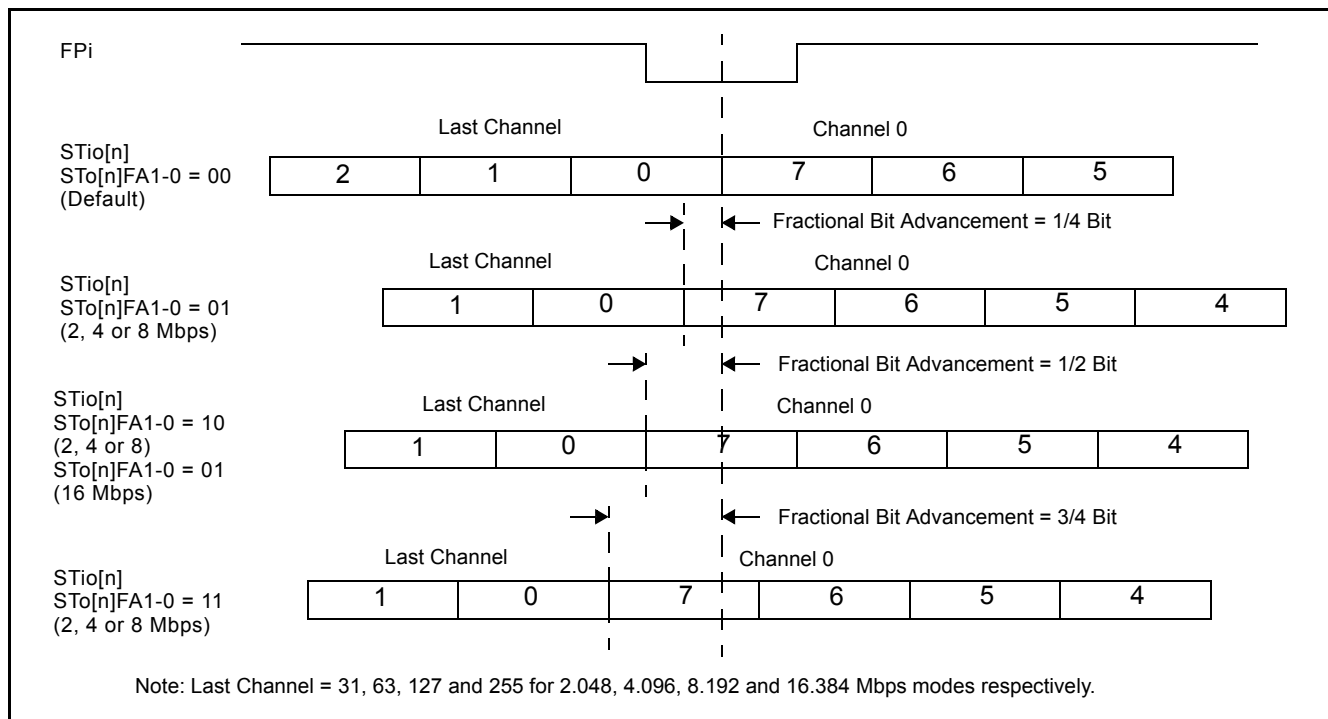 FPi
Last Channel
Channel 0
STio[n]
STo[n]FA1-0 = 00
(Default)
2 1 0 7 6 5
Fractional Bit Advancement = 1/4 Bit
Last Channel
Channel 0
STio[n]
STo[n]FA1-0 = 01
(2, 4 or 8 Mbps)
1 0 7 6 5 4
Fractional Bit Advancement = 1/2 Bit
Last Channel
Channel 0
STio[n]
STo[n]FA1-0 = 10
(2, 4 or 8)
STo[n]FA1-0 = 01
(16 Mbps)
1 0 7 6 5 4
Fractional Bit Advancement = 3/4 Bit
Last Channel
Channel 0
STio[n]
STo[n]FA1-0 = 11
(2, 4 or 8 Mbps)
1 0 7 6 5 4
Note: Last Channel = 31, 63, 127 and 255 for 2.048, 4.096, 8.192 and 16.384 Mbps modes respectively.